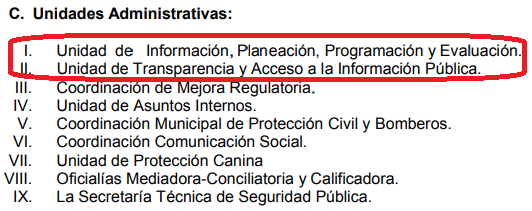 C. Unidades Administrativas:
I. Unidad de Información, Planeación, Programación y Evaluación.
II. Unidad de Transparencia y Acceso a la Información Pública.
III. Coordinación de Mejora Regulatoria.
IV. Unidad de Asuntos Internos.
V. Coordinación Municipal de Protección Civil y Bomberos.
VI. Coordinación Comunicación Social.
VII. Unidad de Protección Canina
VIII. Oficialías Mediadora-Conciliatoria y Calificadora.
IX. La Secretaría Técnica de Seguridad Pública.